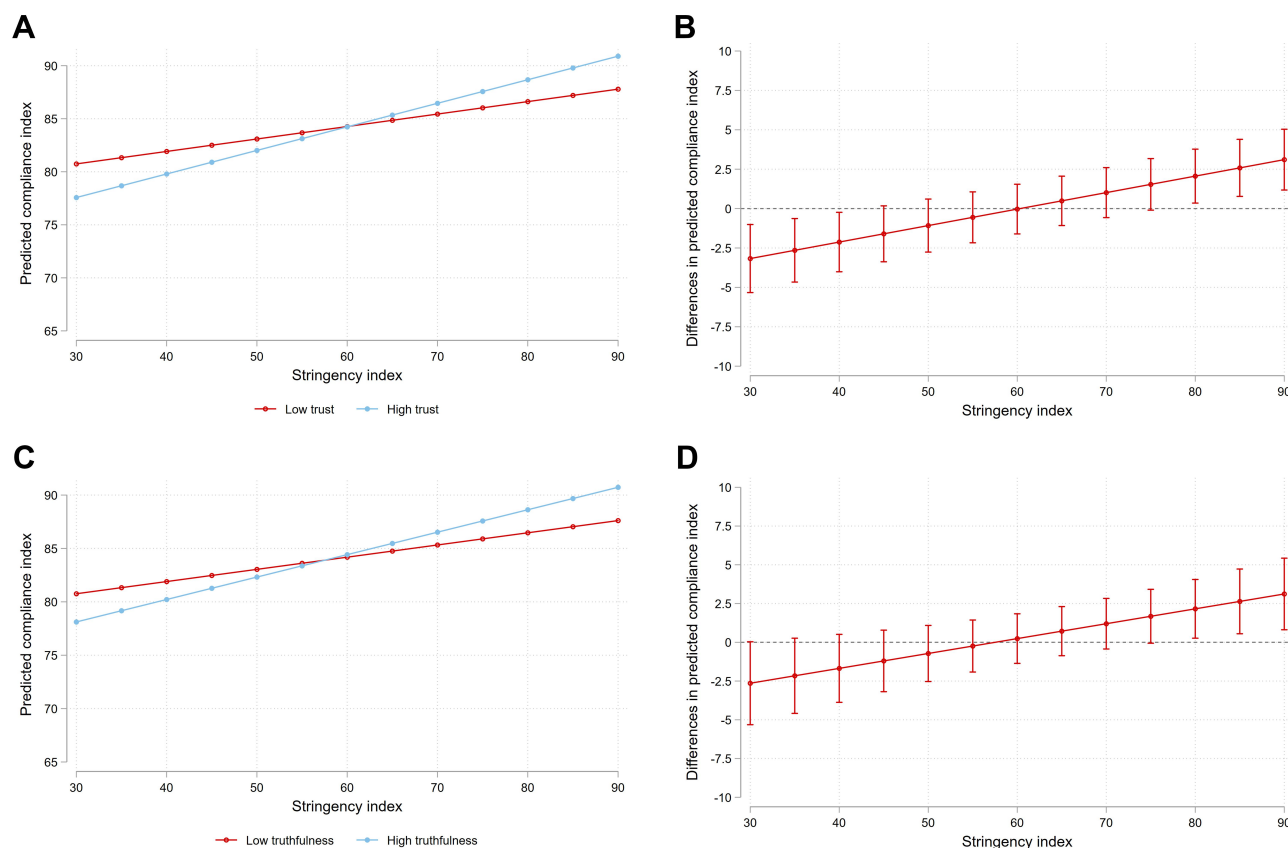 A
Predicted compliance index
90
85
80
75
70
65
30 40 50 60 70 80 90
Stringency index
Low trust High trust
B
Differences in predicted compliance index
10
7.5
5
2.5
0
-2.5
-5
-7.5
-10
30 40 50 60 70 80 90
Stringency index
C
Predicted compliance index
90
85
80
75
70
65
30 40 50 60 70 80 90
Stringency index
Low truthfulness High truthfulness
D
Differences in predicted compliance index
10
7.5
5
2.5
0
-2.5
-5
-7.5
-10
30 40 50 60 70 80 90
Stringency index